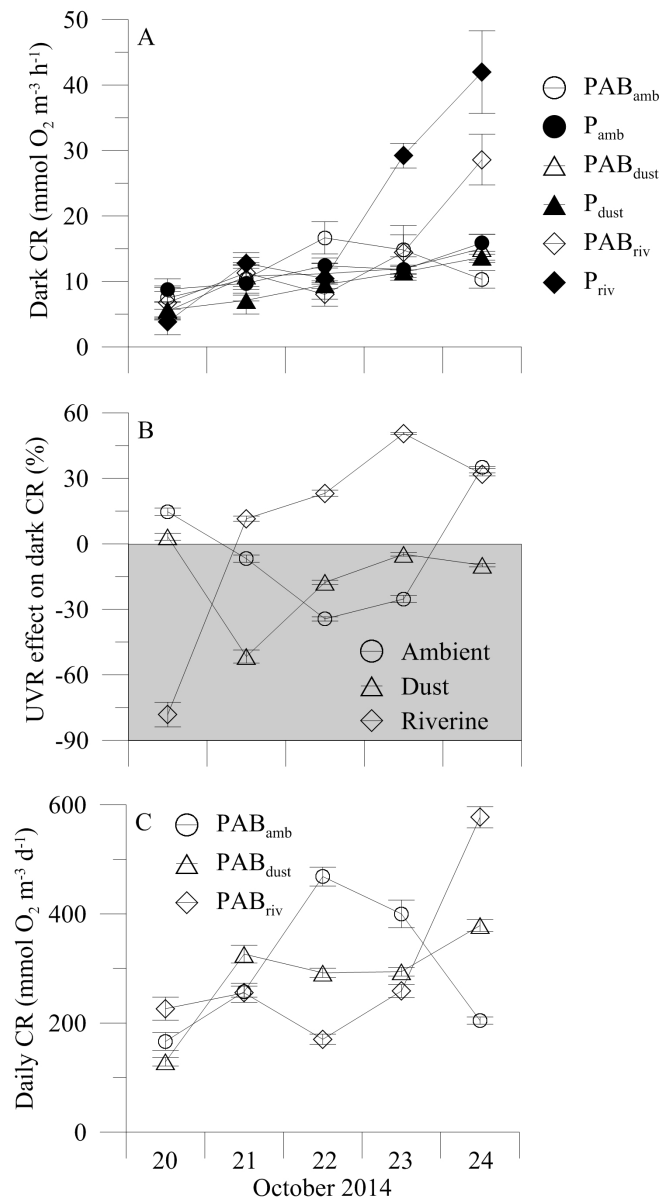 A
Dark CR (mmol O2 m-3 h-1)
50
40
30
20
10
0
PABamb
Pamb
PABdust
Pdust
PABriv
Priv
B
UVR effect on dark CR (%)
60
30
0
-30
-60
-90
Ambient
Dust
Riverine
C
Daily CR (mmol O2 m-3 d-1)
600
400
200
0
PABamb
PABdust
PABriv
20 21 22 23 24
October 2014